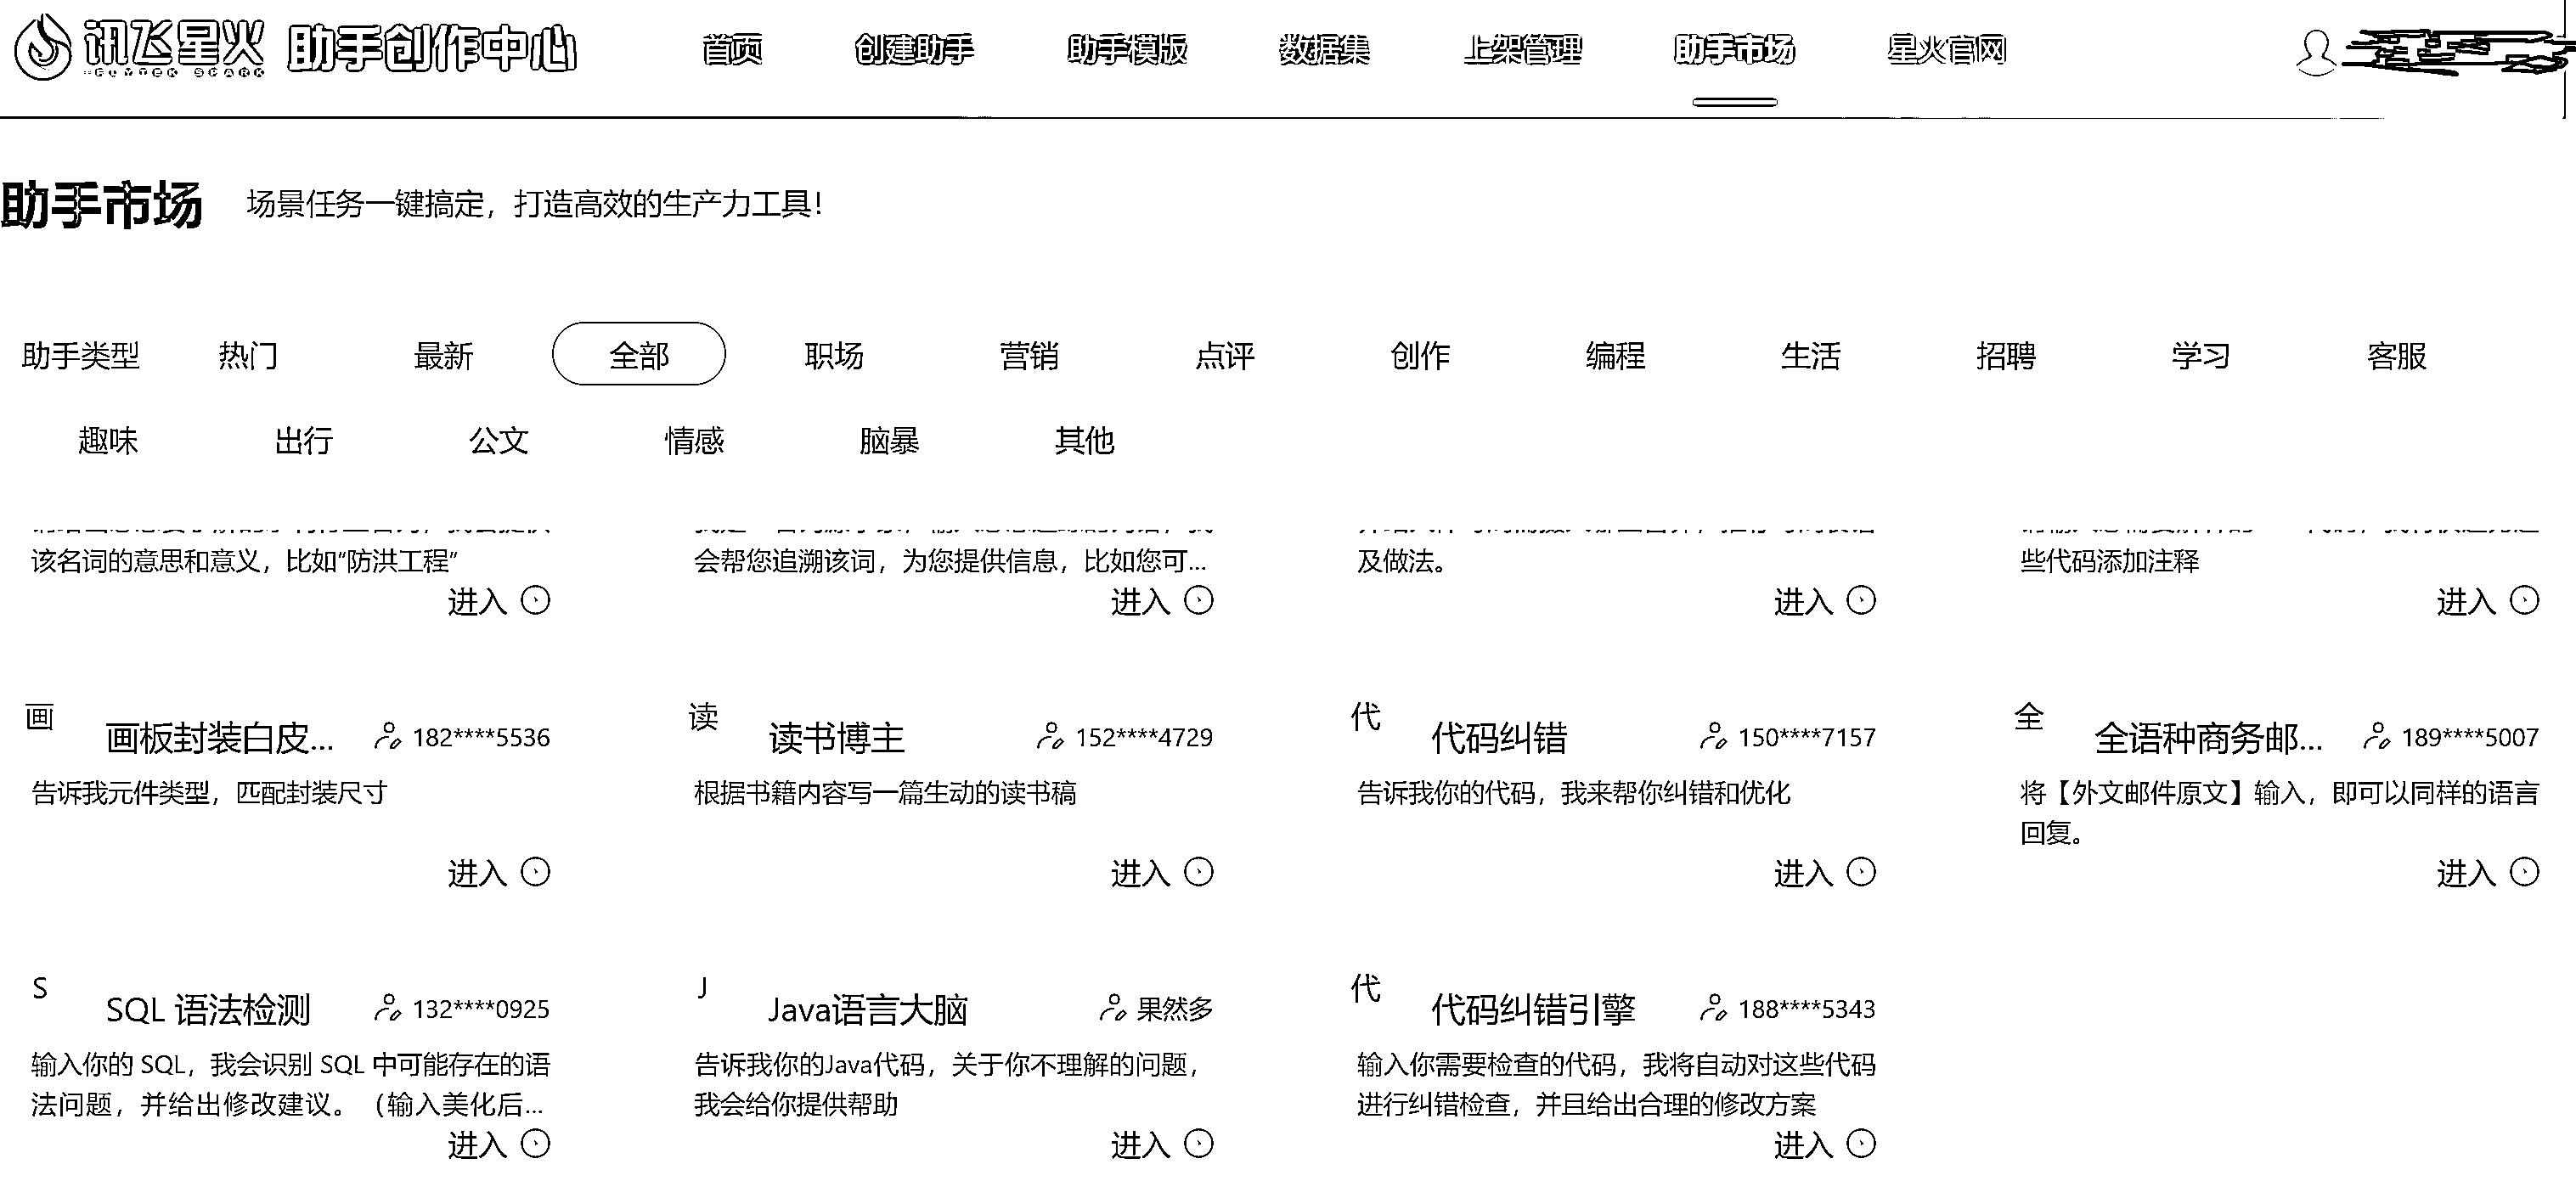 讯飞星火 助手创作中心 首页 创建助手 助手模版 数据集 上架管理 助手市场 星火官网
IFLYTEK SPARK
助手市场 场景任务一键搞定，打造高效的生产力工具！
助手类型 热门 最新 全部 职场 营销 点评 创作 编程 生活 招聘 学习 客服
趣味 出行 公文 情感 脑暴 其他
该名词的意思和意义，比如“防洪工程”
进入
会帮您追溯该词，为您提供信息，比如您可...
进入
及做法。
进入
些代码添加注释
进入
画
画板封装白皮... 182****5536
告诉我元件类型，匹配封装尺寸
进入
读
读书博主 152****4729
根据书籍内容写一篇生动的读书稿
进入
代
代码纠错 150****7157
告诉我你的代码，我来帮你纠错和优化
进入
全
全语种商务邮... 189****5007
将【外文邮件原文】输入，即可以同样的语言
回复。
进入
S
SQL 语法检测 132****0925
输入你的 SQL，我会识别 SQL 中可能存在的语
法问题，并给出修改建议。（输入美化后...
进入
J
Java语言大脑 果然多
告诉我你的Java代码，关于你不理解的问题，
我会给你提供帮助
进入
代
代码纠错引擎 188****5343
输入你需要检查的代码，我将自动对这些代码
进行纠错检查，并且给出合理的修改方案
进入